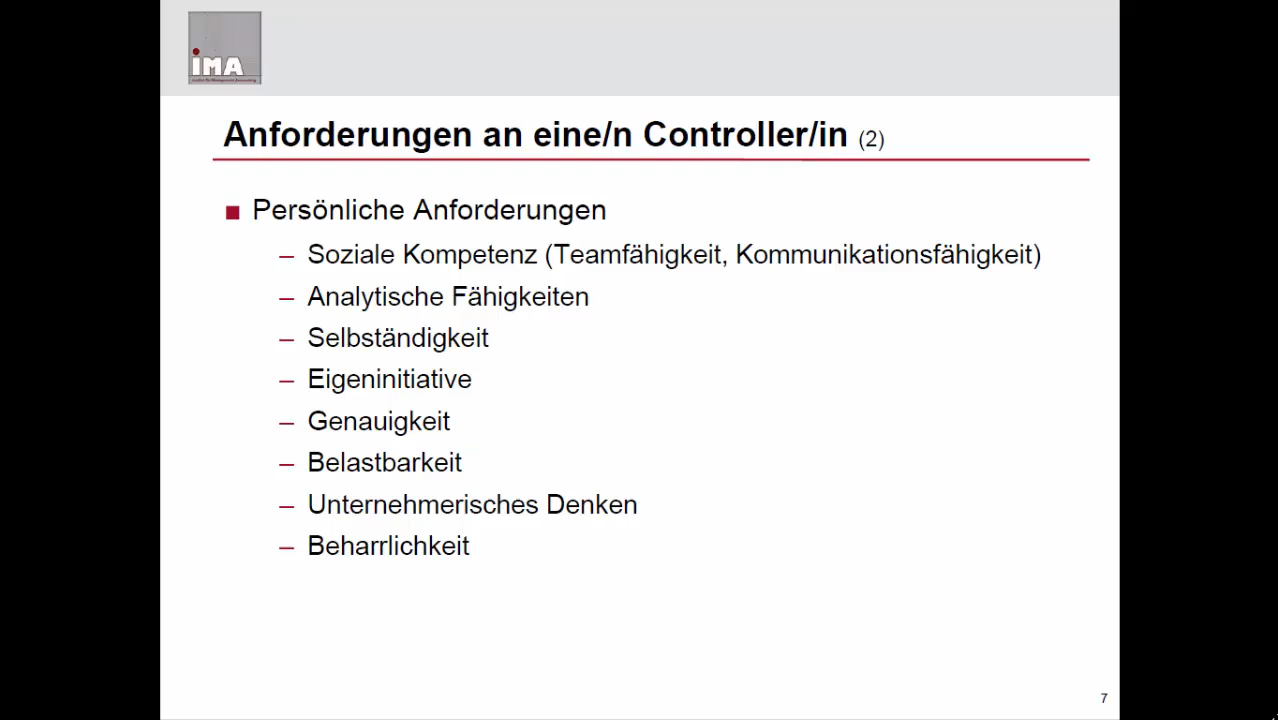 iMA
Anforderungen an eine/n Controller/in (2)
■ Persönliche Anforderungen
– Soziale Kompetenz (Teamfähigkeit, Kommunikationsfähigkeit)
– Analytische Fähigkeiten
– Selbständigkeit
– Eigeninitiative
– Genauigkeit
– Belastbarkeit
– Unternehmerisches Denken
– Beharrlichkeit
7